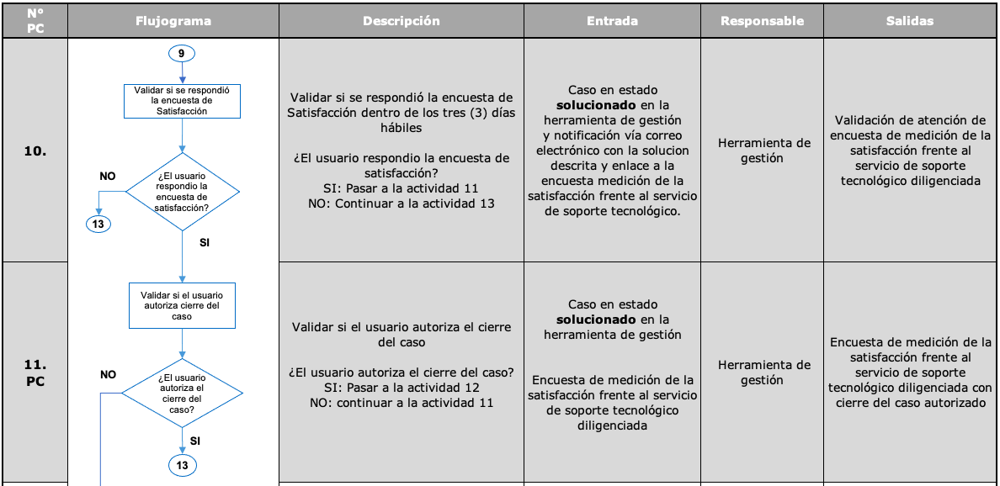 N°
PC
Flujograma
Descripción
Entrada
Responsable
Salidas
10.
9
Validar si se respondió
la encuesta de
Satisfacción
¿El usuario
respondio la
encuesta de
satisfacción?
NO
13
SI
Validar si se respondió la encuesta de
Satisfacción dentro de los tres (3) días
hábiles
¿El usuario respondio la encuesta de
satisfacción?
SI: Pasar a la actividad 11
NO: Continuar a la actividad 13
Caso en estado
solucionado en la
herramienta de gestión
y notificación vía correo
electrónico con la solucion
descrita y enlace a la
encuesta medición de la
satisfacción frente al servicio
de soporte tecnológico.
Herramienta de
gestión
Validación de atención de
encuesta de medición de la
satisfacción frente al
servicio de soporte
tecnológico diligenciada
11.
PC
Validar si el usuario
autoriza cierre del
caso
¿El usuario
autoriza el
cierre del
caso?
NO
SI
13
Validar si el usuario autoriza el cierre
del caso
¿El usuario autoriza el cierre del caso?
SI: Pasar a la actividad 12
NO: continuar a la actividad 11
Caso en estado
solucionado en la
herramienta de gestión
Encuesta de medición de la
satisfacción frente al servicio
de soporte tecnológico
diligenciada
Herramienta de
gestión
Encuesta de medición de la
satisfacción frente al
servicio de soporte
tecnológico diligenciada con
cierre del caso autorizado